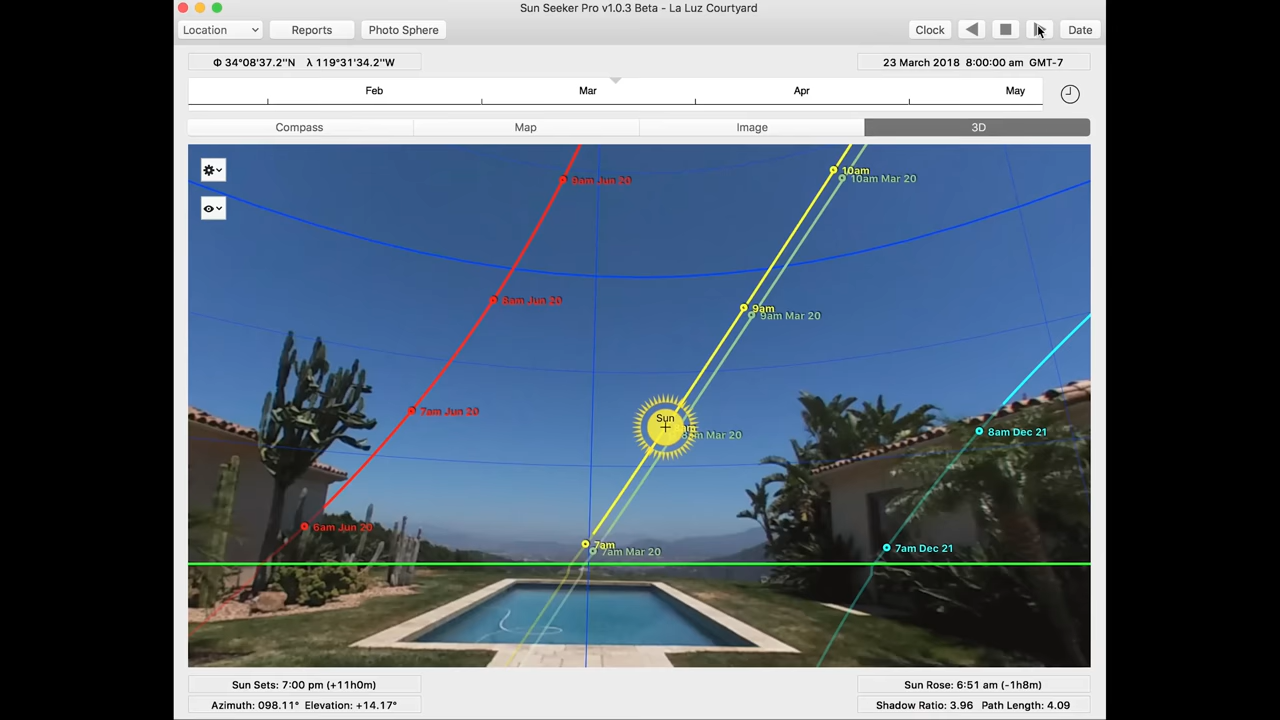 Sun Seeker Pro v1.0.3 Beta - La Luz Courtyard
Location
Reports
Photo Sphere
Clock
Date
Φ 34°08'37.2"N λ 119°31'34.2"W
23 March 2018 8:00:00 am GMT-7
Feb
Mar
Apr
May
Compass
Map
Image
3D
10am
10am Mar 20
9am Jun 20
8am Jun 20
9am
9am Mar 20
7am Jun 20
Sun
8am Mar 20
8am Dec 21
6am Jun 20
7am
7am Mar 20
7am Dec 21
Sun Sets: 7:00 pm (+11h0m)
Sun Rose: 6:51 am (-1h8m)
Azimuth: 098.11° Elevation: +14.17°
Shadow Ratio: 3.96 Path Length: 4.09